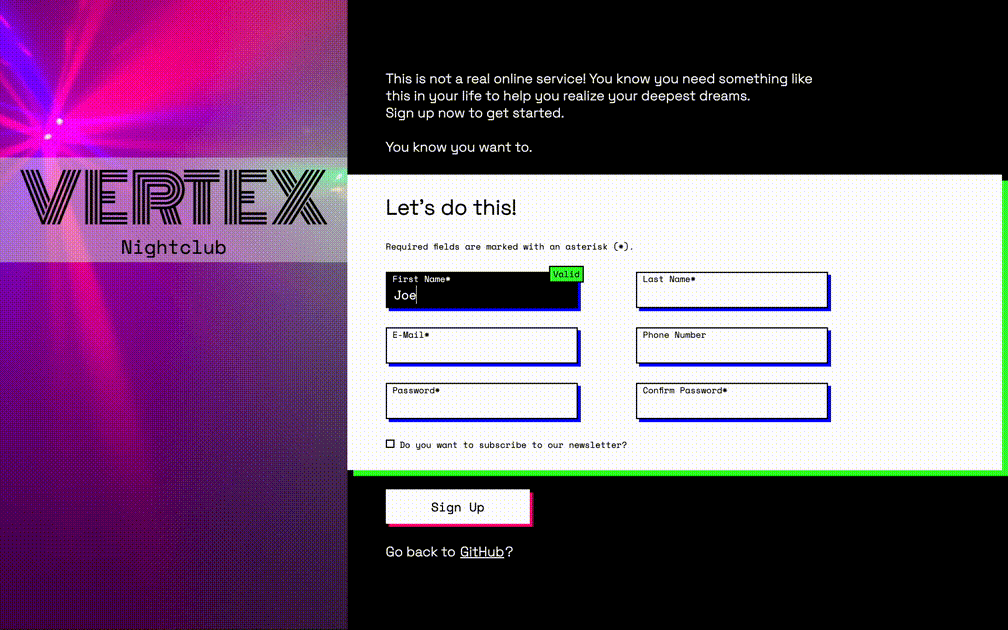 VERTEX
Nightclub
This is not a real online service! You know you need something like
this in your life to help you realize your deepest dreams.
Sign up now to get started.
You know you want to.
Let's do this!
Required fields are marked with an asterisk (*).
First Name*
Valid
Joe
Last Name*
E-Mail*
Phone Number
Password*
Confirm Password*
Do you want to subscribe to our newsletter?
Sign Up
Go back to GitHub?